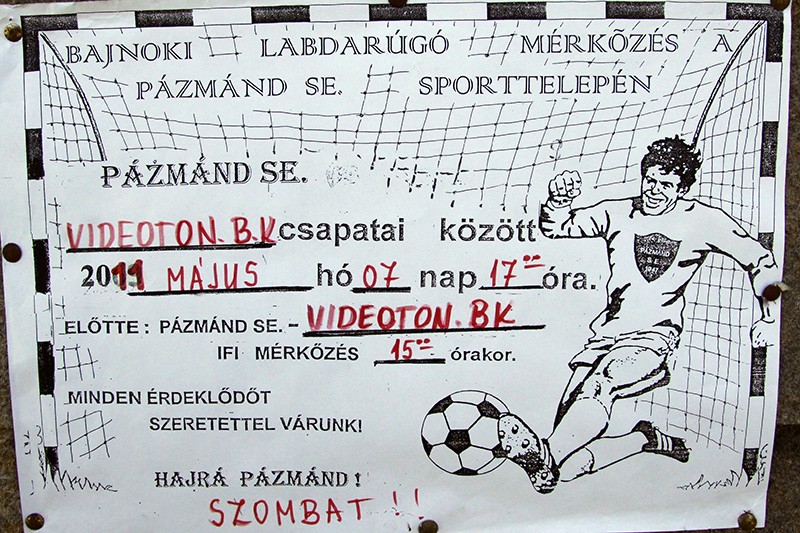 BAJNOKI LABDARÚGÓ MÉRKŐZÉS A
PÁZMÁND SE. SPORTTELEPÉN
PÁZMÁND SE.
VIDEOTON.B.K csapatai között
2011 MÁJUS hó 07 nap 17⁰⁰ óra.
ELŐTTE : PÁZMÁND SE. - VIDEOTON.BK
IFI MÉRKŐZÉS 15⁰⁰ órakor.
MINDEN ÉRDEKLŐDŐT
SZERETETTEL VÁRUNK!
HAJRÁ PÁZMÁND !
SZOMBAT !!
PÁZMÁND
S.E.